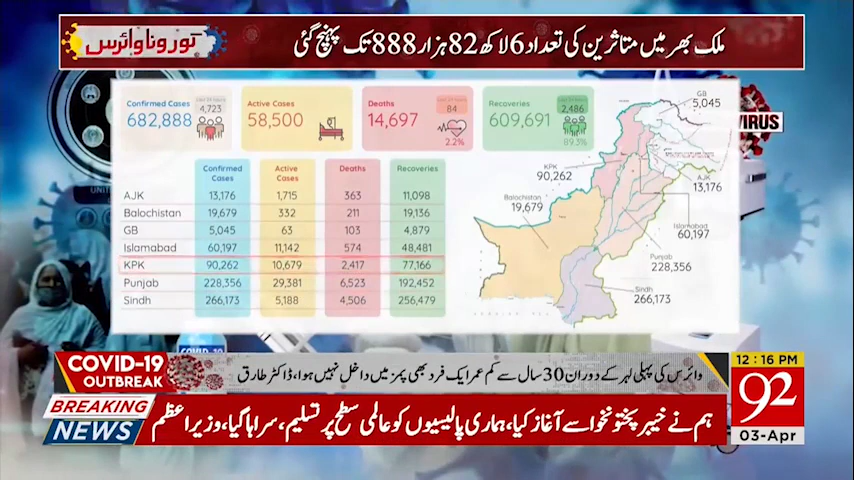 کورونا وائرس
ملک بھر میں متاثرین کی تعداد 6 لاکھ 82 ہزار 888 تک پہنچ گئی
Confirmed Cases
682,888
4,723
Active Cases
58,500
Deaths
14,697
84
2.2%
Recoveries
609,691
2,486
89.3%
Confirmed Cases Active Cases Deaths Recoveries
AJK 13,176 1,715 363 11,098
Balochistan 19,679 332 211 19,136
GB 5,045 63 103 4,879
Islamabad 60,197 11,142 574 48,481
KPK 90,262 10,679 2,417 77,166
Punjab 228,356 29,381 6,523 192,452
Sindh 266,173 5,188 4,506 256,479
GB
5,045
KPK
90,262
AJK
13,176
Balochistan
19,679
Islamabad
60,197
Punjab
228,356
Sindh
266,173
VIRUS
COVID-19
OUTBREAK
وائرس کی پہلی لہر کے دوران 30 سال سے کم عمر ایک فرد بھی پمز میں داخل نہیں ہوا، ڈاکٹر طارق
12:16 PM
92
03-Apr
BREAKING
NEWS
ہم نے خیبر پختونخوا سے آغاز کیا، ہماری پالیسیوں کو عالمی سطح پر تسلیم، سراہا گیا، وزیراعظم